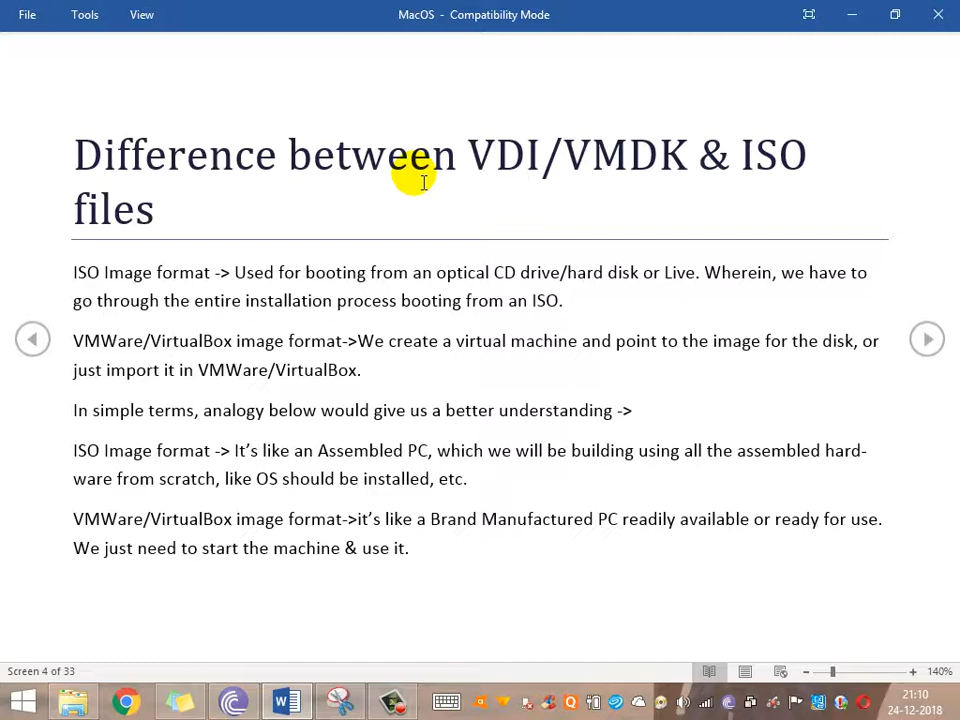 File Tools View MacOS - Compatibility Mode
Difference between VDI/VMDK & ISO
files
ISO Image format -> Used for booting from an optical CD drive/hard disk or Live. Wherein, we have to
go through the entire installation process booting from an ISO.
VMWare/VirtualBox image format->We create a virtual machine and point to the image for the disk, or
just import it in VMWare/VirtualBox.
In simple terms, analogy below would give us a better understanding ->
ISO Image format -> It’s like an Assembled PC, which we will be building using all the assembled hard-
ware from scratch, like OS should be installed, etc.
VMWare/VirtualBox image format->it’s like a Brand Manufactured PC readily available or ready for use.
We just need to start the machine & use it.
Screen 4 of 33 140%
21:10
24-12-2018